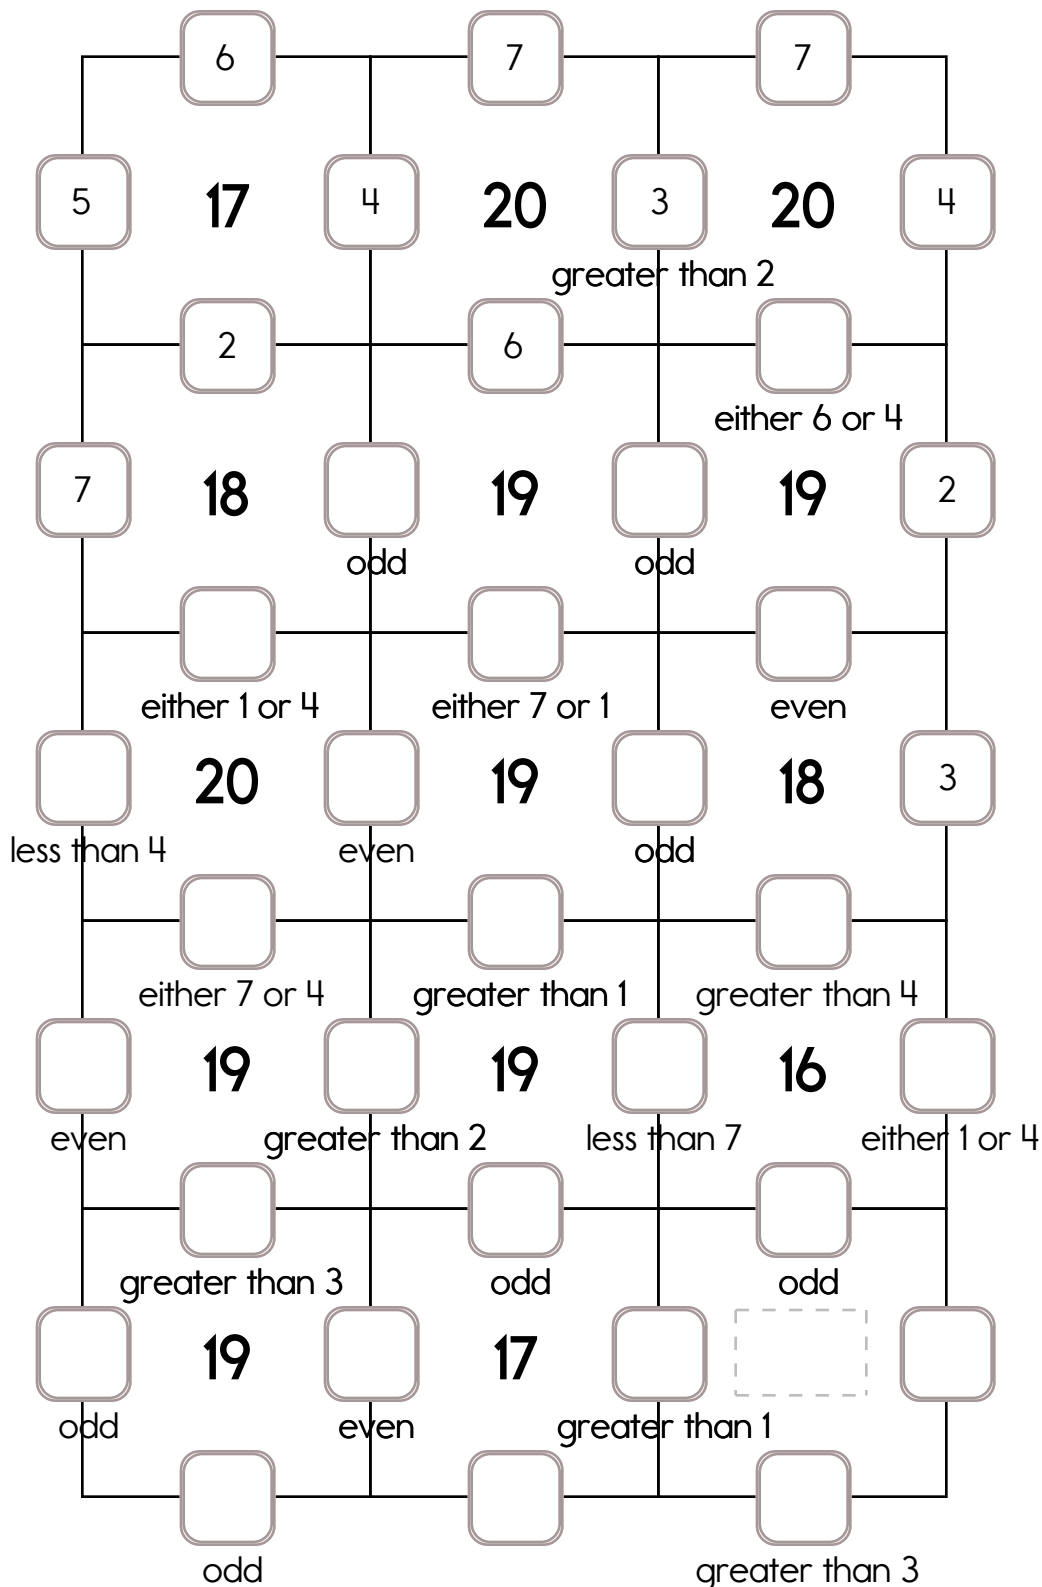 6 7 7
5 17 4 20 3 20 4
greater than 2
2 6
either 6 or 4
7 18 19 19 2
odd odd
either 1 or 4 either 7 or 1 even
20 19 18 3
less than 4 even odd
either 7 or 4 greater than 1 greater than 4
19 19 16
even greater than 2 less than 7 either 1 or 4
greater than 3 odd odd
19 17
odd even greater than 1
odd greater than 3